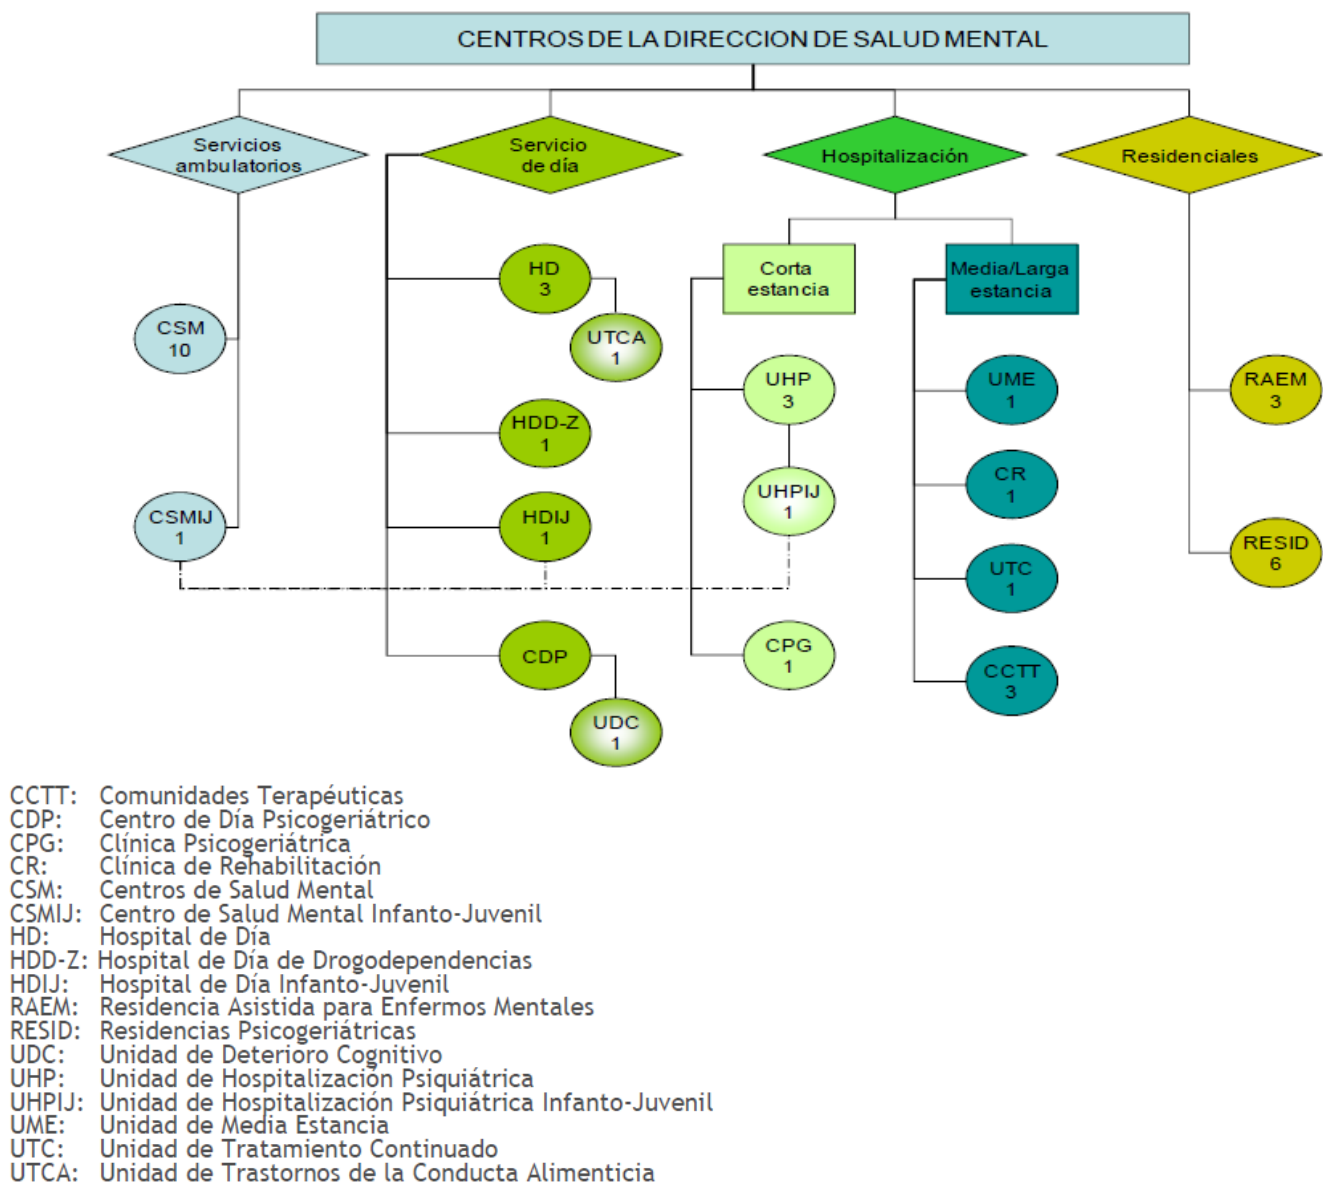 CENTROS DE LA DIRECCION DE SALUD MENTAL
Servicios
ambulatorios
Servicio
de día
Hospitalización
Residenciales
CSM
10
CSMIJ
1
HD
3
UTCA
1
HDD-Z
1
HDIJ
1
CDP
UDC
1
Corta
estancia
UHP
3
UHPIJ
1
CPG
1
Media/Larga
estancia
UME
1
CR
1
UTC
1
CCTT
3
RAEM
3
RESID
6
CCTT: Comunidades Terapéuticas
CDP: Centro de Día Psicogeriátrico
CPG: Clínica Psicogeriátrica
CR: Clínica de Rehabilitación
CSM: Centros de Salud Mental
CSMIJ: Centro de Salud Mental Infanto-Juvenil
HD: Hospital de Día
HDD-Z: Hospital de Día de Drogodependencias
HDIJ: Hospital de Día Infanto-Juvenil
RAEM: Residencia Asistida para Enfermos Mentales
RESID: Residencias Psicogeriátricas
UDC: Unidad de Deterioro Cognitivo
UHP: Unidad de Hospitalización Psiquiátrica
UHPIJ: Unidad de Hospitalización Psiquiátrica Infanto-Juvenil
UME: Unidad de Media Estancia
UTC: Unidad de Tratamiento Continuado
UTCA: Unidad de Trastornos de la Conducta Alimenticia